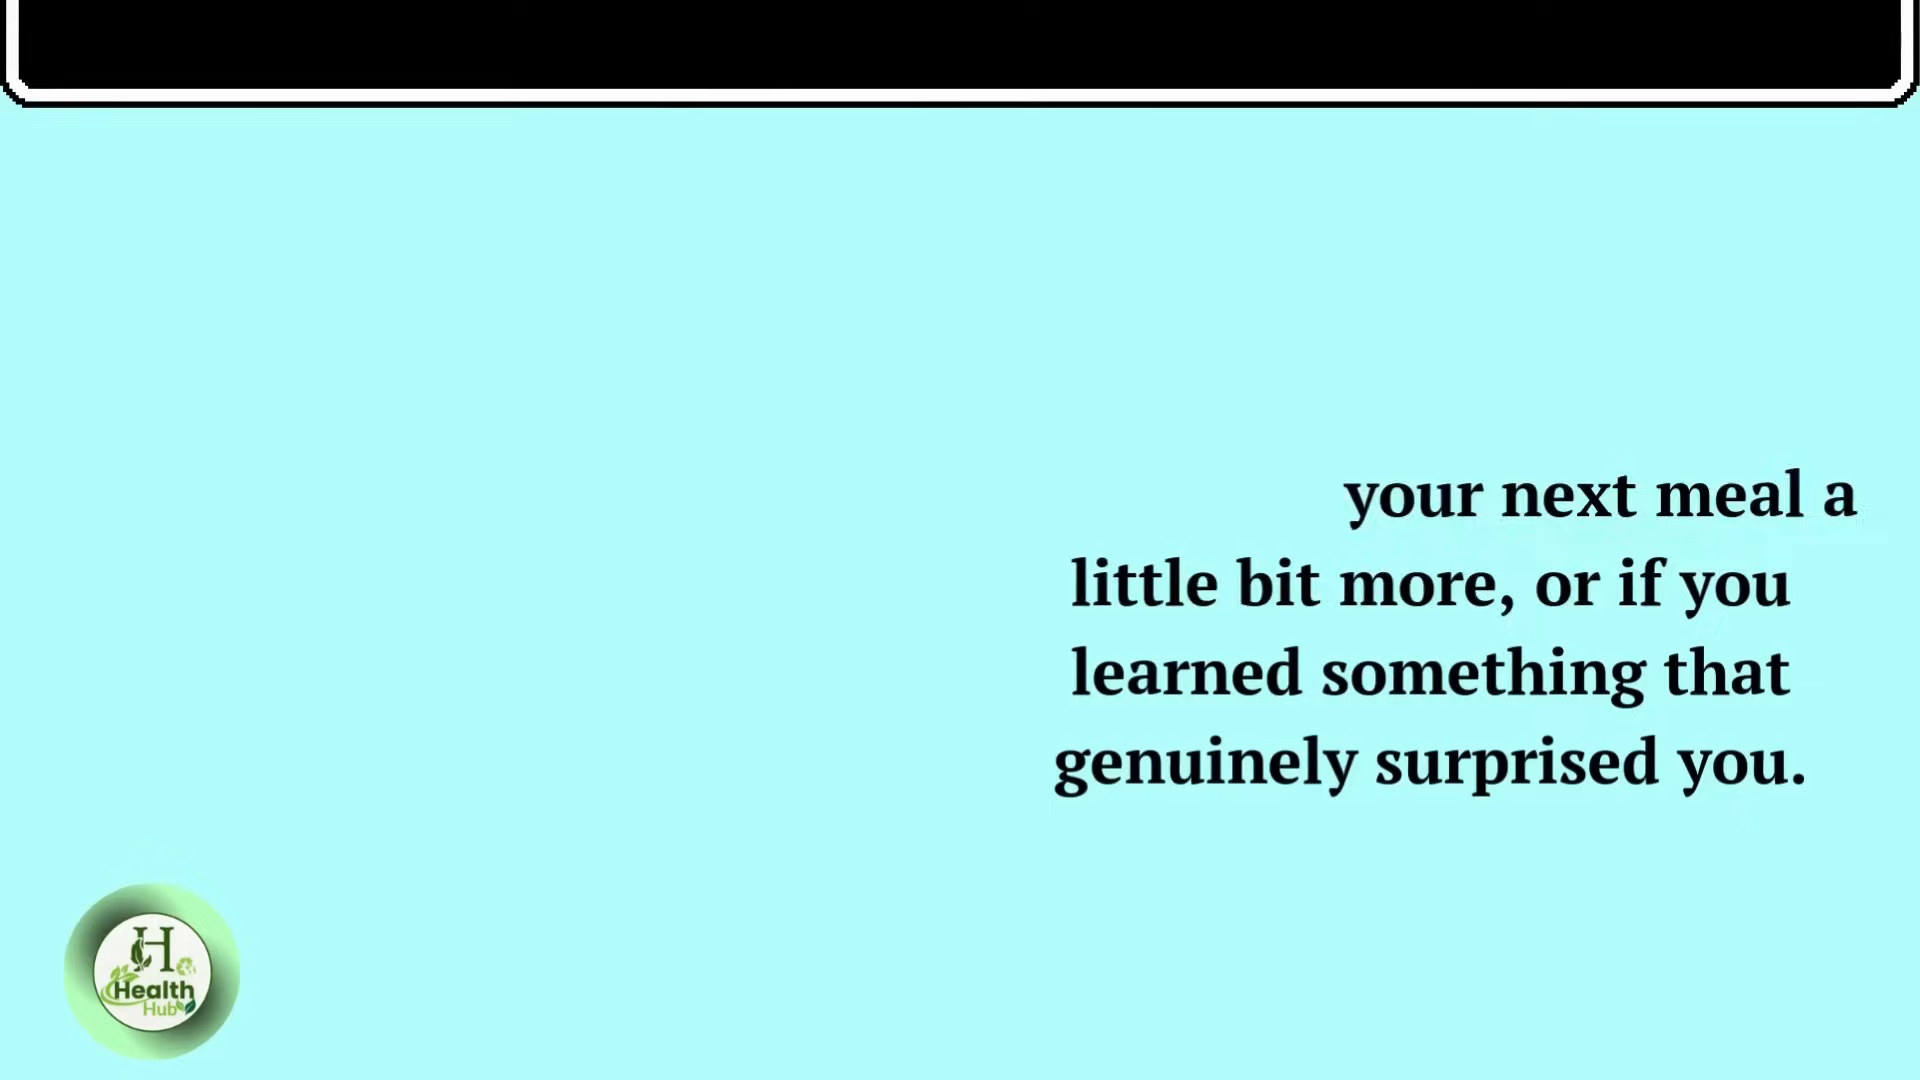 your next meal a
little bit more, or if you
learned something that
genuinely surprised you.
H
Health
Hub